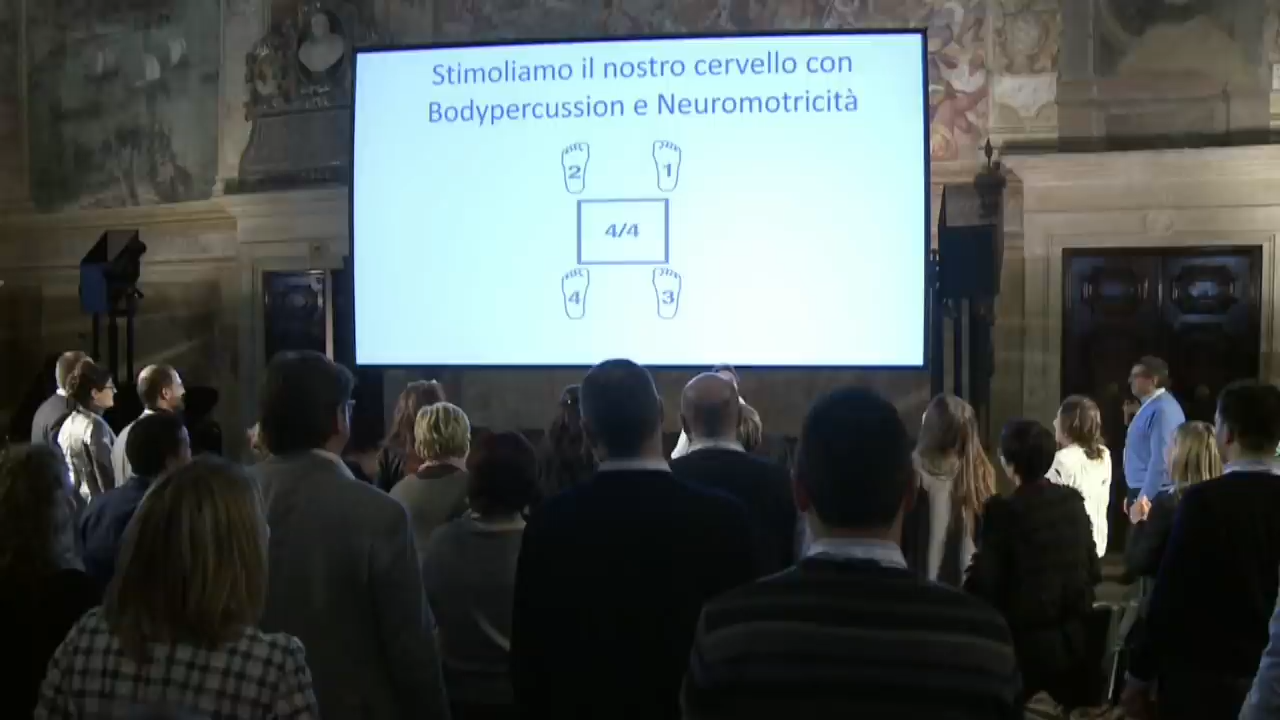 Stimoliamo il nostro cervello con
Bodypercussion e Neuromotricità
2 1
4/4
4 3